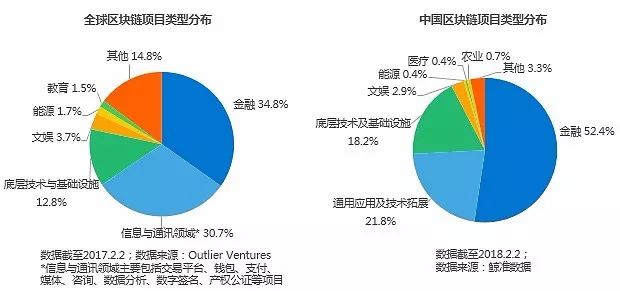 全球区块链项目类型分布
其他 14.8%
教育 1.5%
能源 1.7%
文娱 3.7%
底层技术与基础设施
12.8%
金融 34.8%
信息与通讯领域* 30.7%
数据截至2017.2.2；数据来源：Outlier Ventures
*信息与通讯领域主要包括交易平台、钱包、支付、
媒体、咨询、数据分析、数字签名、产权公证等项目
中国区块链项目类型分布
农业 0.7%
医疗 0.4%
其他 3.3%
能源 0.4%
文娱 2.9%
底层技术及基础设施
18.2%
金融 52.4%
通用应用及技术拓展
21.8%
数据截至2018.2.2；
数据来源：鲸准数据